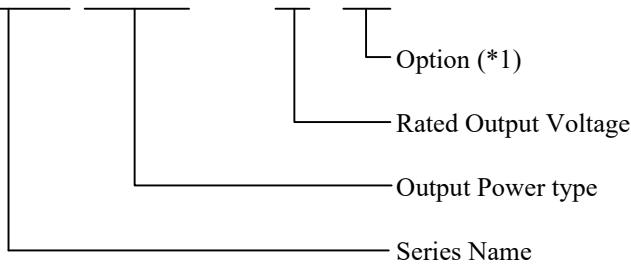 Option (*1)
Rated Output Voltage
Output Power type
Series Name